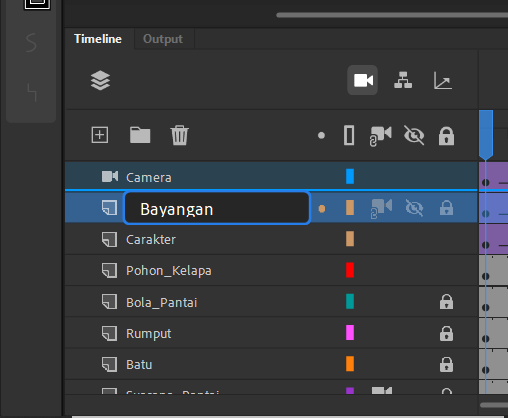 Timeline Output
Camera
Bayangan
Carakter
Pohon_Kelapa
Bola_Pantai
Rumput
Batu